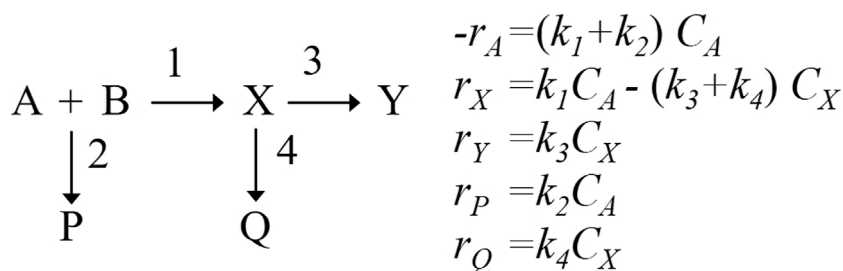 1
3
A + B → X → Y
2
4
P
Q
-r_A=(k_1+k_2) C_A
r_X =k_1C_A- (k_3+k_4) C_X
r_Y =k_3C_X
r_P =k_2C_A
r_Q =k_4C_X